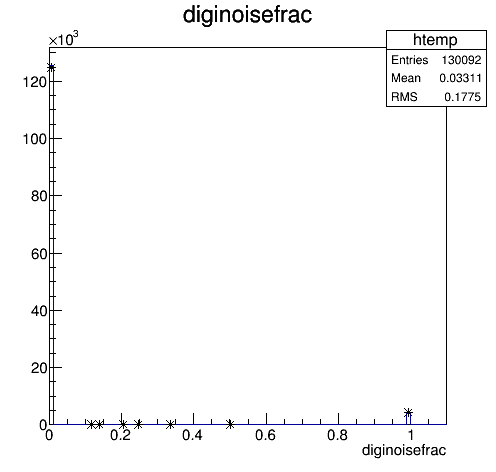 diginoisefrac
×10³
htemp
Entries 130092
Mean 0.03311
RMS 0.1775
120
100
80
60
40
20
0
0 0.2 0.4 0.6 0.8 1
diginoisefrac